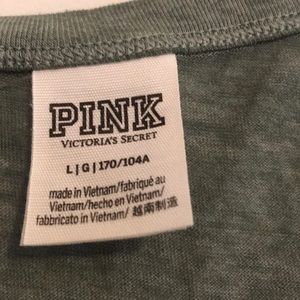 PINK
VICTORIA'S SECRET
L | G | 170/104A
made in Vietnam/fabriqué au
Vietnam/hecho en Vietnam/
fabbricato in Vietnam/ 越南制造